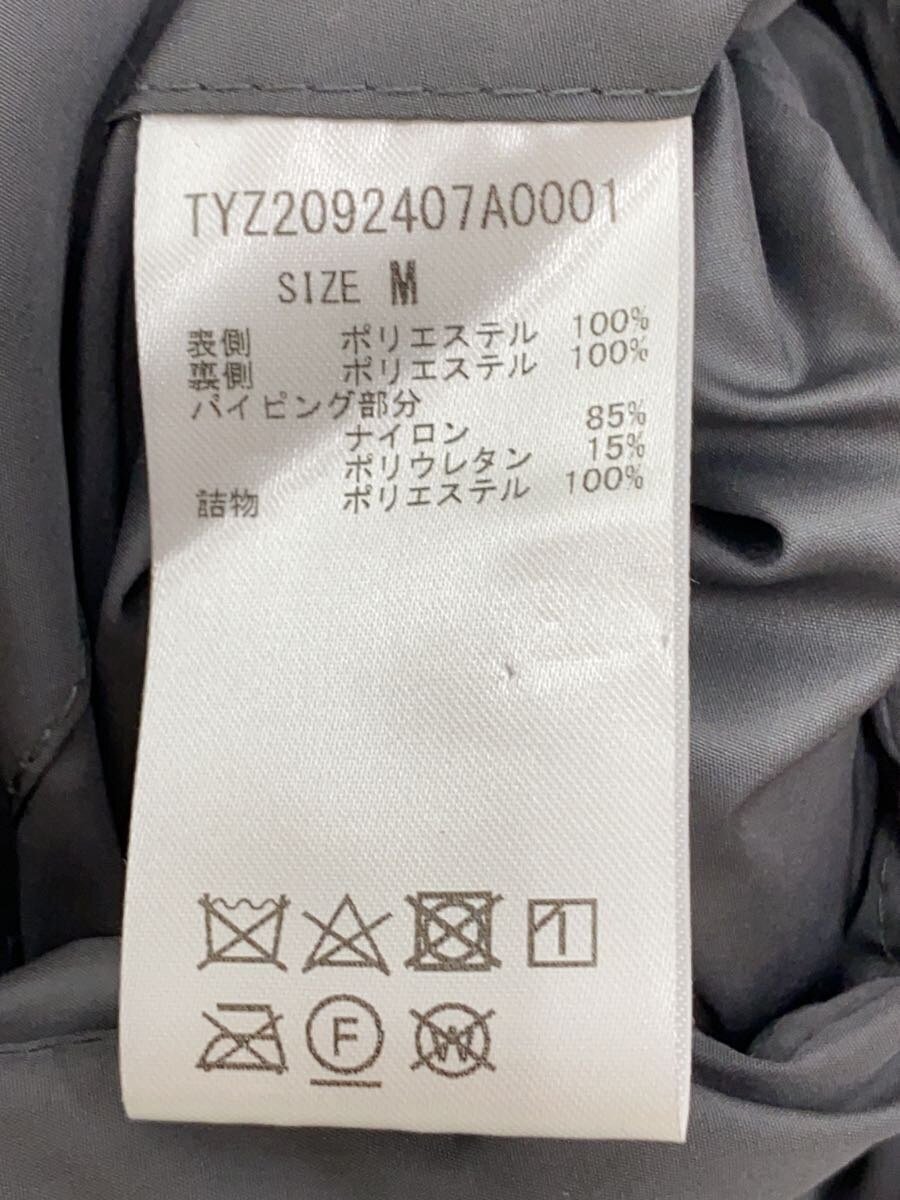 TYZ2092407A0001
SIZE M
表側 ポリエステル 100%
裏側 ポリエステル 100%
パイピング部分
ナイロン 85%
ポリウレタン 15%
詰物 ポリエステル 100%
F W